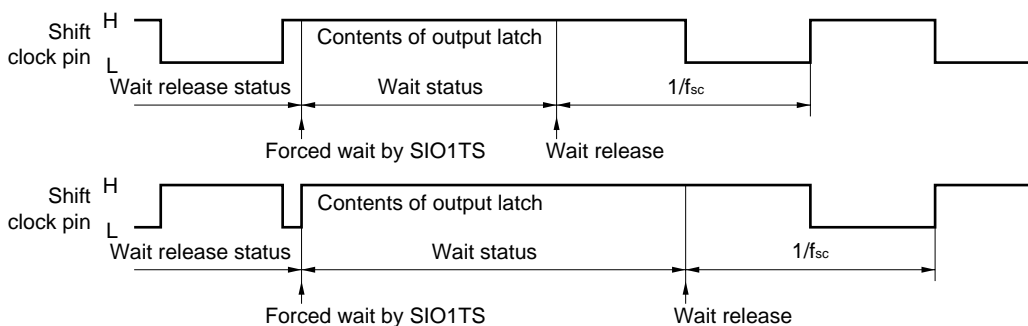 H
Shift
clock pin
L
Contents of output latch
Wait release status
Wait status
1/fsc
Forced wait by SIO1TS
Wait release
H
Shift
clock pin
L
Contents of output latch
Wait release status
Wait status
1/fsc
Forced wait by SIO1TS
Wait release